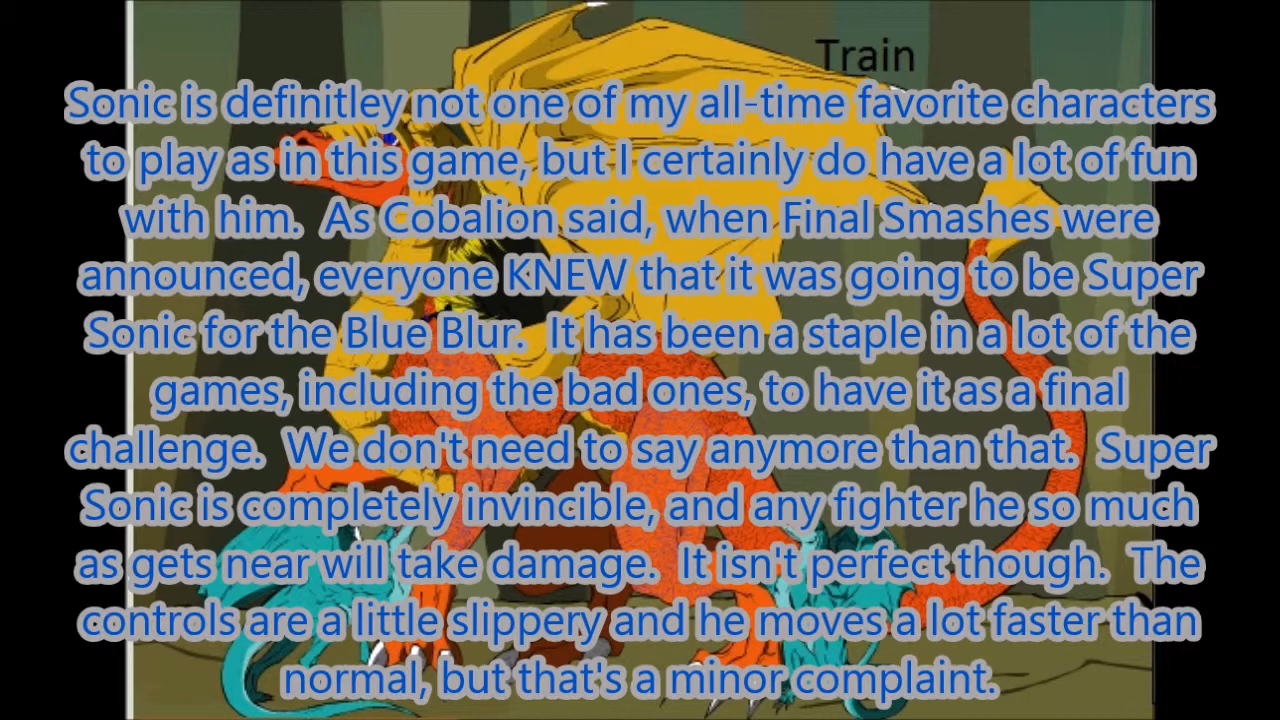 Train
Sonic is definitley not one of my all-time favorite characters
to play as in this game, but I certainly do have a lot of fun
with him.  As Cobalion said, when Final Smashes were
announced, everyone KNEW that it was going to be Super
Sonic for the Blue Blur.  It has been a staple in a lot of the
games, including the bad ones, to have it as a final
challenge.  We don't need to say anymore than that.  Super
Sonic is completely invincible, and any fighter he so much
as gets near will take damage.  It isn't perfect though.  The
controls are a little slippery and he moves a lot faster than
normal, but that's a minor complaint.